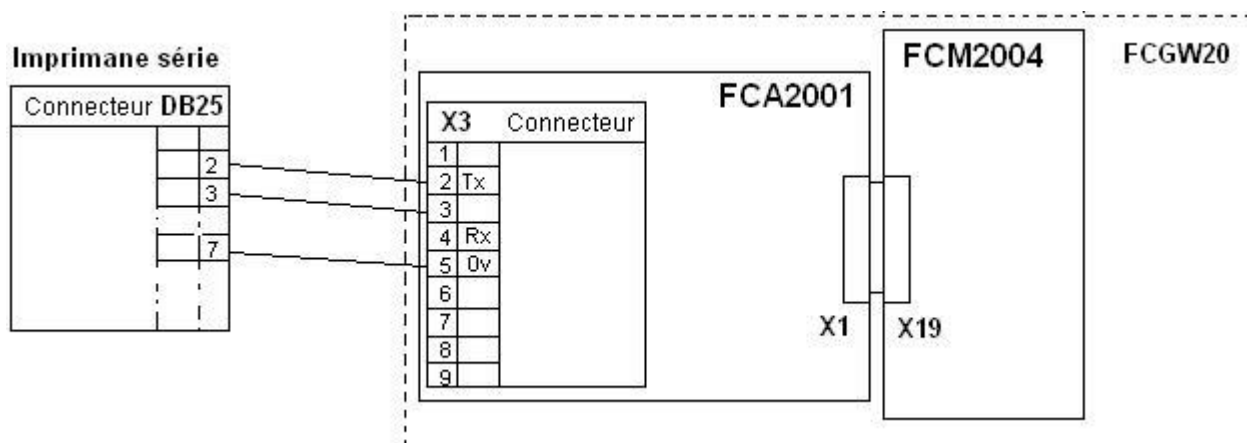 Imprimane série
Connecteur DB25
2
3
7
FCA2001
X3 Connecteur
1
2 Tx
3
4 Rx
5 0v
6
7
8
9
X1
X19
FCM2004
FCGW20